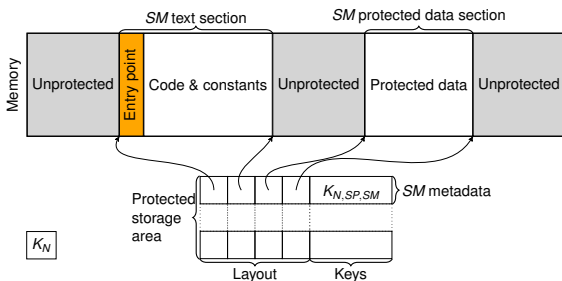 SM text section
SM protected data section
Memory
Unprotected
Entry point
Code & constants
Unprotected
Protected data
Unprotected
K_{N,SP,SM}
SM metadata
Protected
storage
area
K_N
Layout
Keys